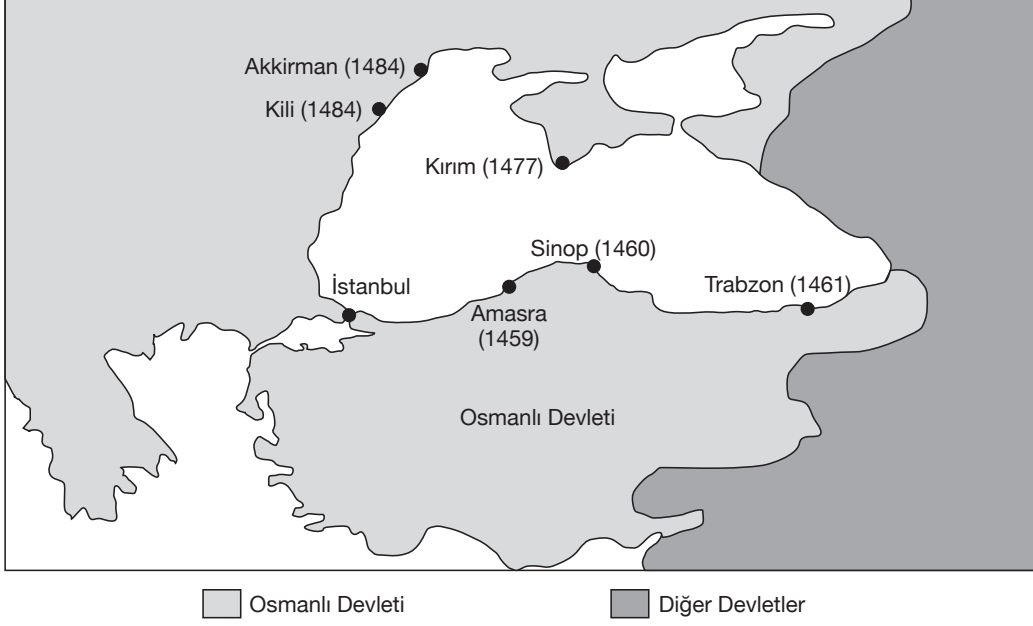 Akkirman (1484)
Kili (1484)
Kırım (1477)
Sinop (1460)
İstanbul
Trabzon (1461)
Amasra
(1459)
Osmanlı Devleti
Osmanlı Devleti
Diğer Devletler